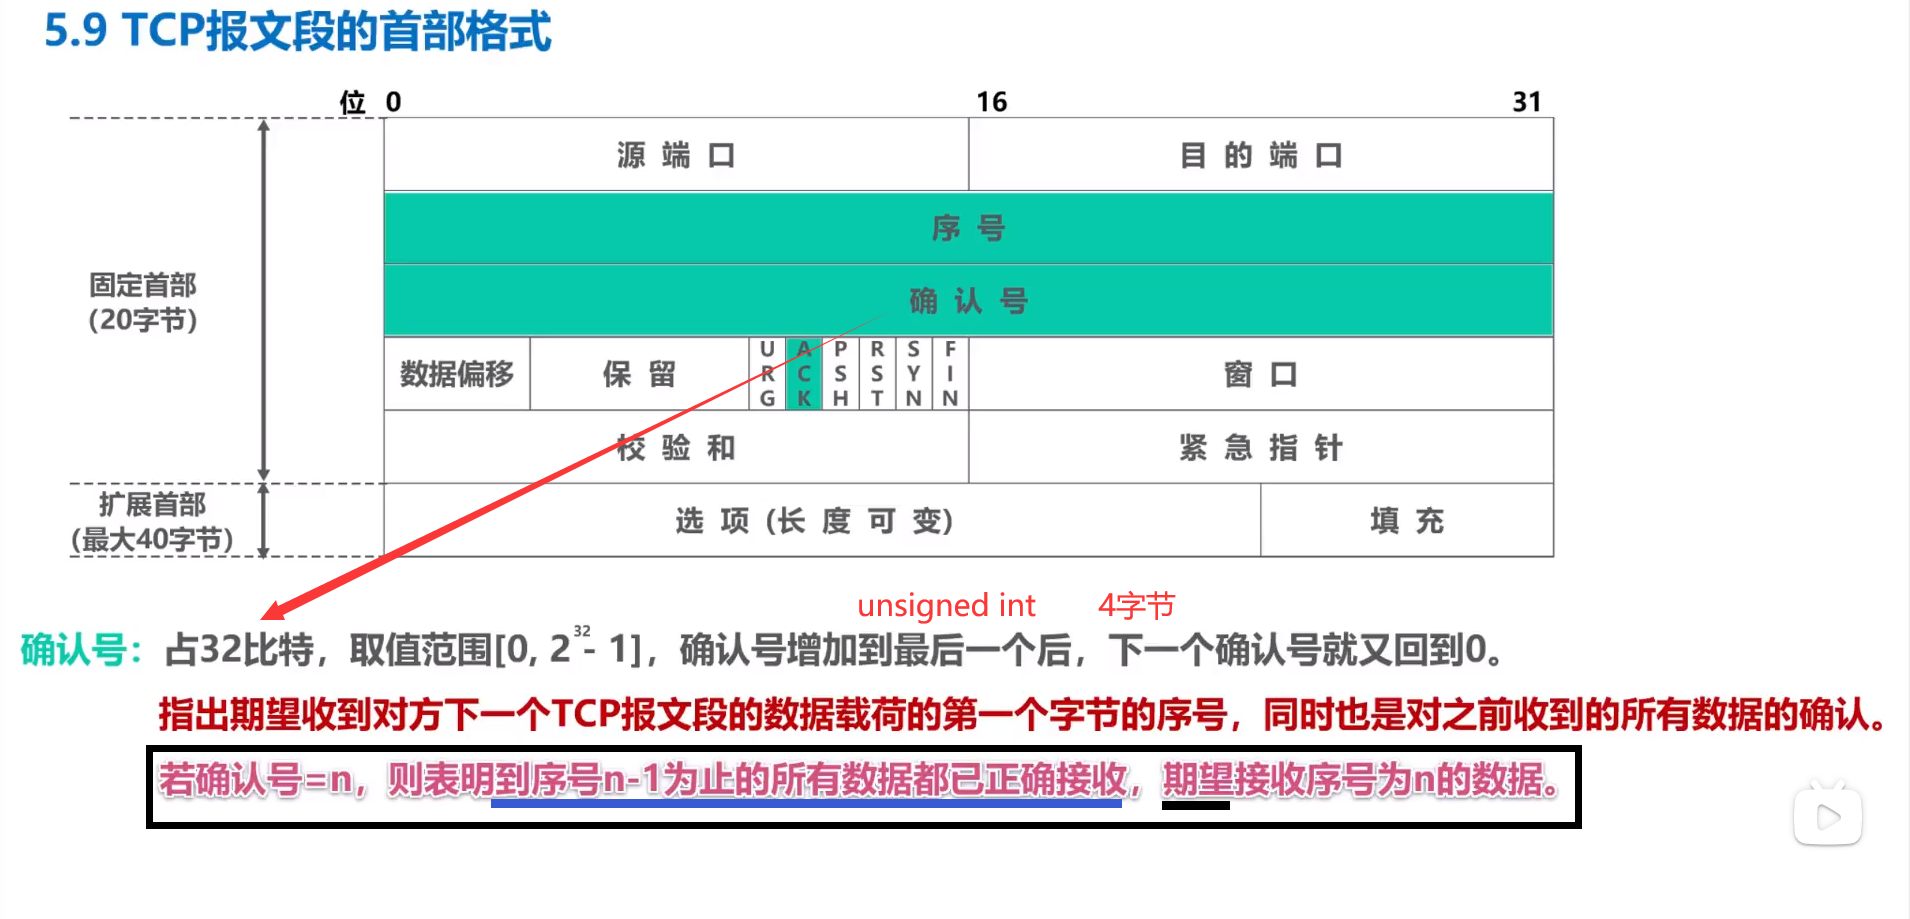 5.9 TCP报文段的首部格式
位 0 16 31
源 端 口 目 的 端 口
序 号
固定首部
(20字节)
确 认 号
数据偏移 保 留 URG ACK PSH RST SYN FIN 窗 口
校 验 和 紧 急 指 针
扩展首部
(最大40字节)
选 项 (长 度 可 变) 填 充
unsigned int 4字节
确认号：占32比特，取值范围[0, 2^32 - 1]，确认号增加到最后一个后，下一个确认号就又回到0。
指出期望收到对方下一个TCP报文段的数据载荷的第一个字节的序号，同时也是对之前收到的所有数据的确认。
若确认号=n，则表明到序号n-1为止的所有数据都已正确接收，期望接收序号为n的数据。